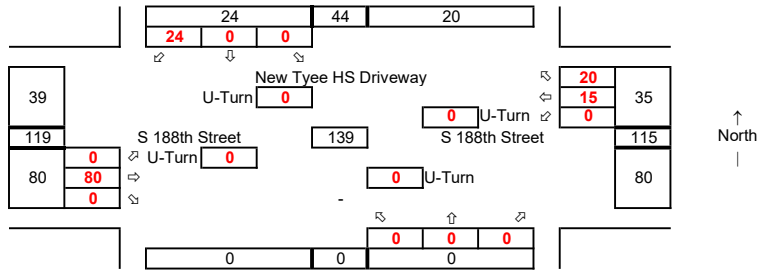 24 44 20
24 0 0
⬃ ⇩ ⬂
New Tyee HS Driveway
⬁ 20
39 U-Turn 0 ⇦ 15 35
0 U-Turn ⬃ 0 ↑
119 S 188th Street 139 S 188th Street 115 North
0 ⬀ U-Turn 0 |
80 80 ⇨ 0 U-Turn 80
0 ⬂ -
⬁ ⇧ ⬀
0 0 0
0 0 0